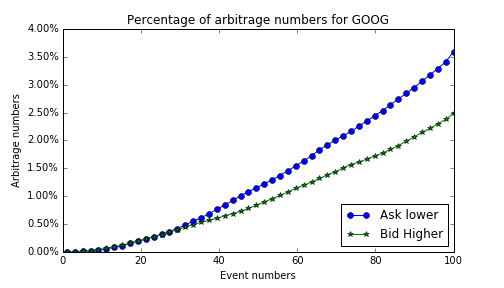 Percentage of arbitrage numbers for GOOG
4.00%
3.50%
3.00%
2.50%
2.00%
1.50%
1.00%
0.50%
0.00%
Arbitrage numbers
Ask lower
Bid Higher
0 20 40 60 80 100
Event numbers